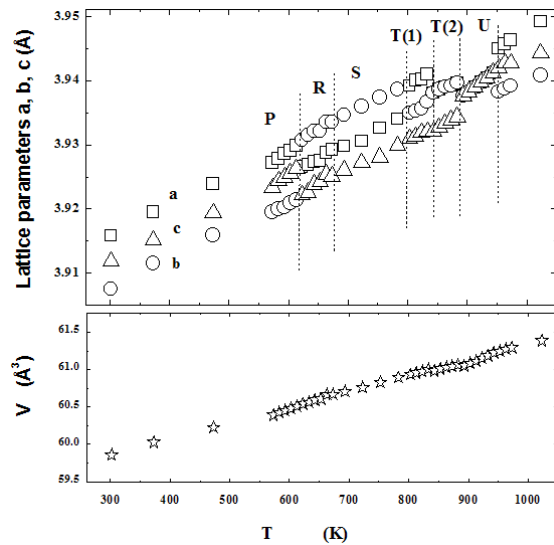 Lattice parameters a, b, c (Å)
3.95
3.94
3.93
3.92
3.91
P
R
S
T(1)
T(2)
U
a
c
b
V (Å³)
61.5
61.0
60.5
60.0
59.5
300 400 500 600 700 800 900 1000
T (K)